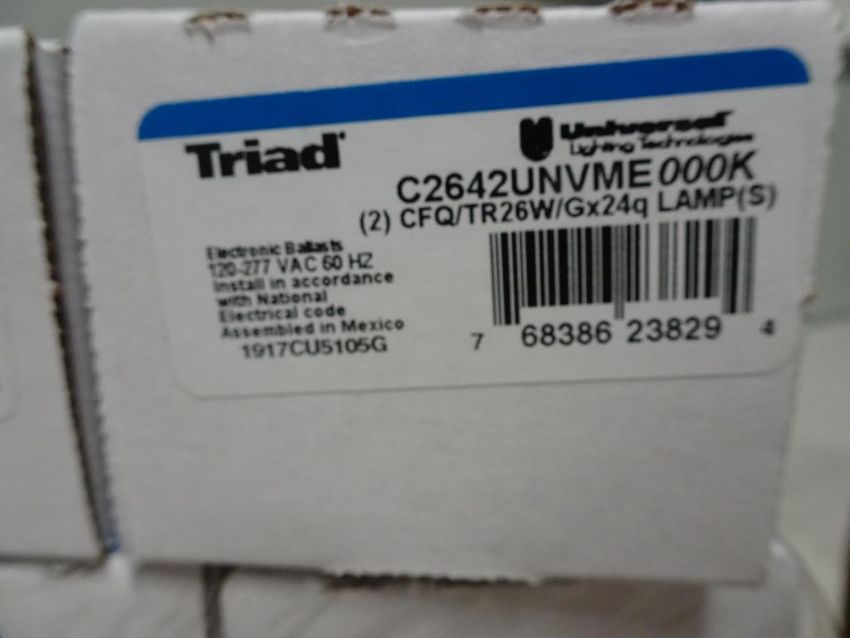 Triad
Universal
Lighting Technologies
C2642UNVME000K
(2) CFQ/TR26W/Gx24q LAMP(S)
Electronic Ballasts
120-277 VAC 60 HZ
Install in accordance
with National
Electrical code
Assembled in Mexico
1917CU5105G
7 68386 23829 4